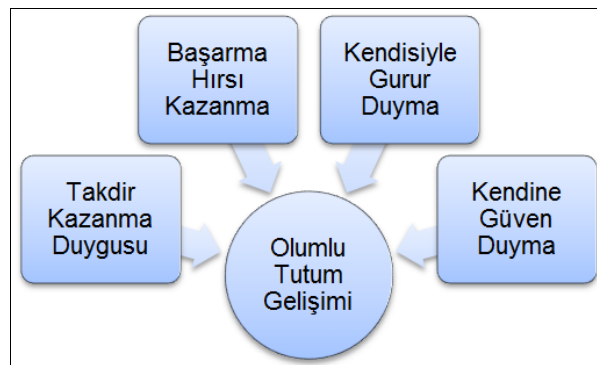 Başarma
Hırsı
Kazanma
Kendisiyle
Gurur
Duyma
Takdir
Kazanma
Duygusu
Kendine
Güven
Duyma
Olumlu
Tutum
Gelişimi